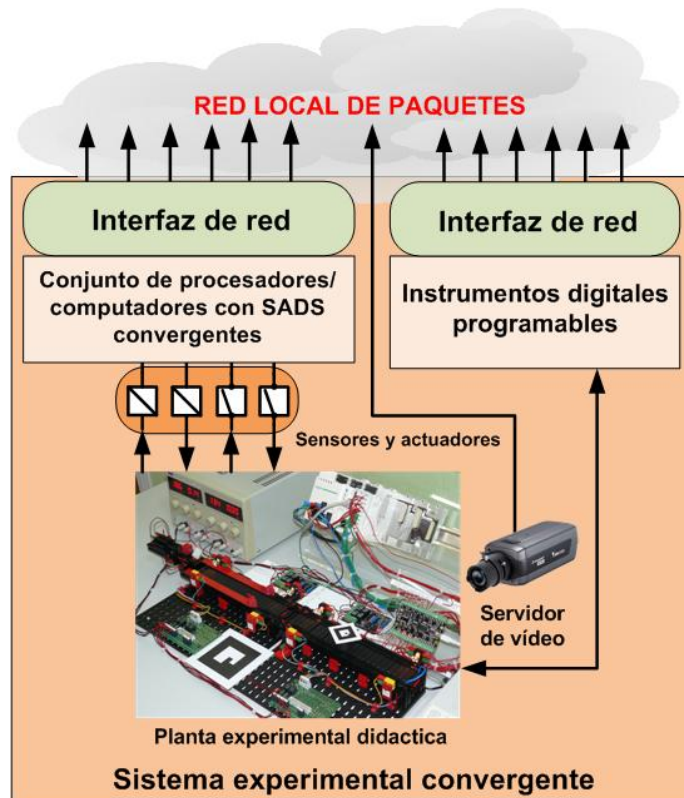 RED LOCAL DE PAQUETES
Interfaz de red
Interfaz de red
Conjunto de procesadores/
computadores con SADS
convergentes
Instrumentos digitales
programables
Sensores y actuadores
Servidor
de vídeo
Planta experimental didactica
Sistema experimental convergente